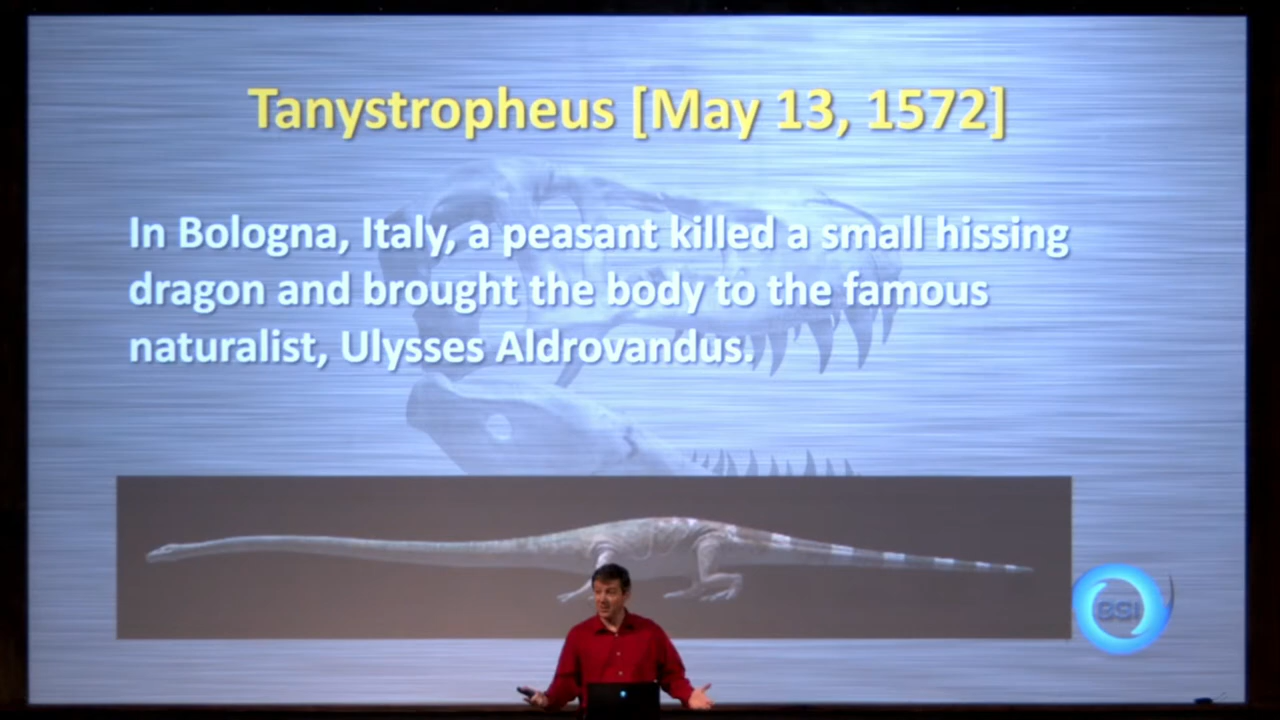 Tanystropheus [May 13, 1572]
In Bologna, Italy, a peasant killed a small hissing
dragon and brought the body to the famous
naturalist, Ulysses Aldrovandus.
BSI